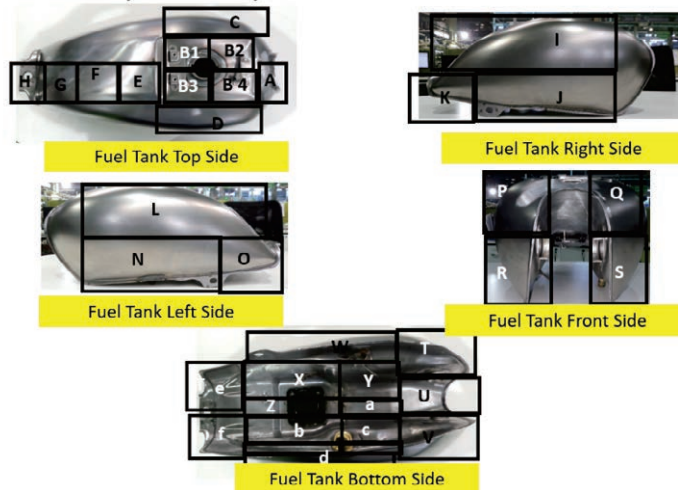 C
B1 B2
H G F E B3 B 4 A
D
Fuel Tank Top Side
I
K J
Fuel Tank Right Side
L
N O
Fuel Tank Left Side
P Q
R S
Fuel Tank Front Side
W T
e X Y
Z a U
f b c V
d
Fuel Tank Bottom Side